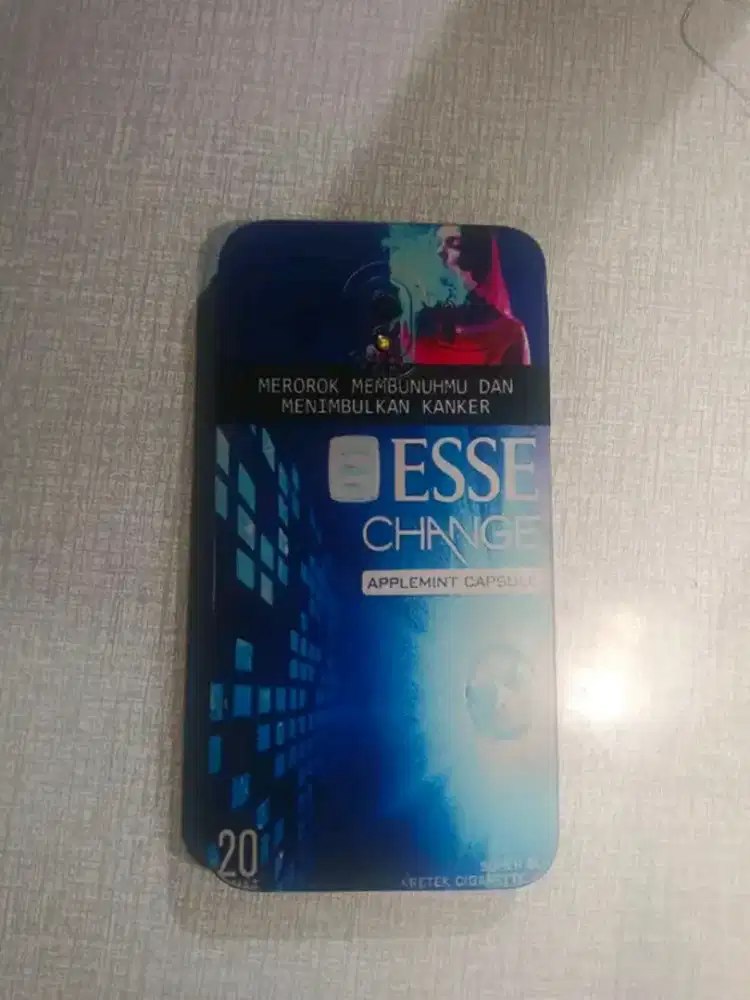 MEROROK MEMBUNUHMU DAN
MENIMBULKAN KANKER
ESSE
CHANGE
APPLEMINT CAPSULE
20